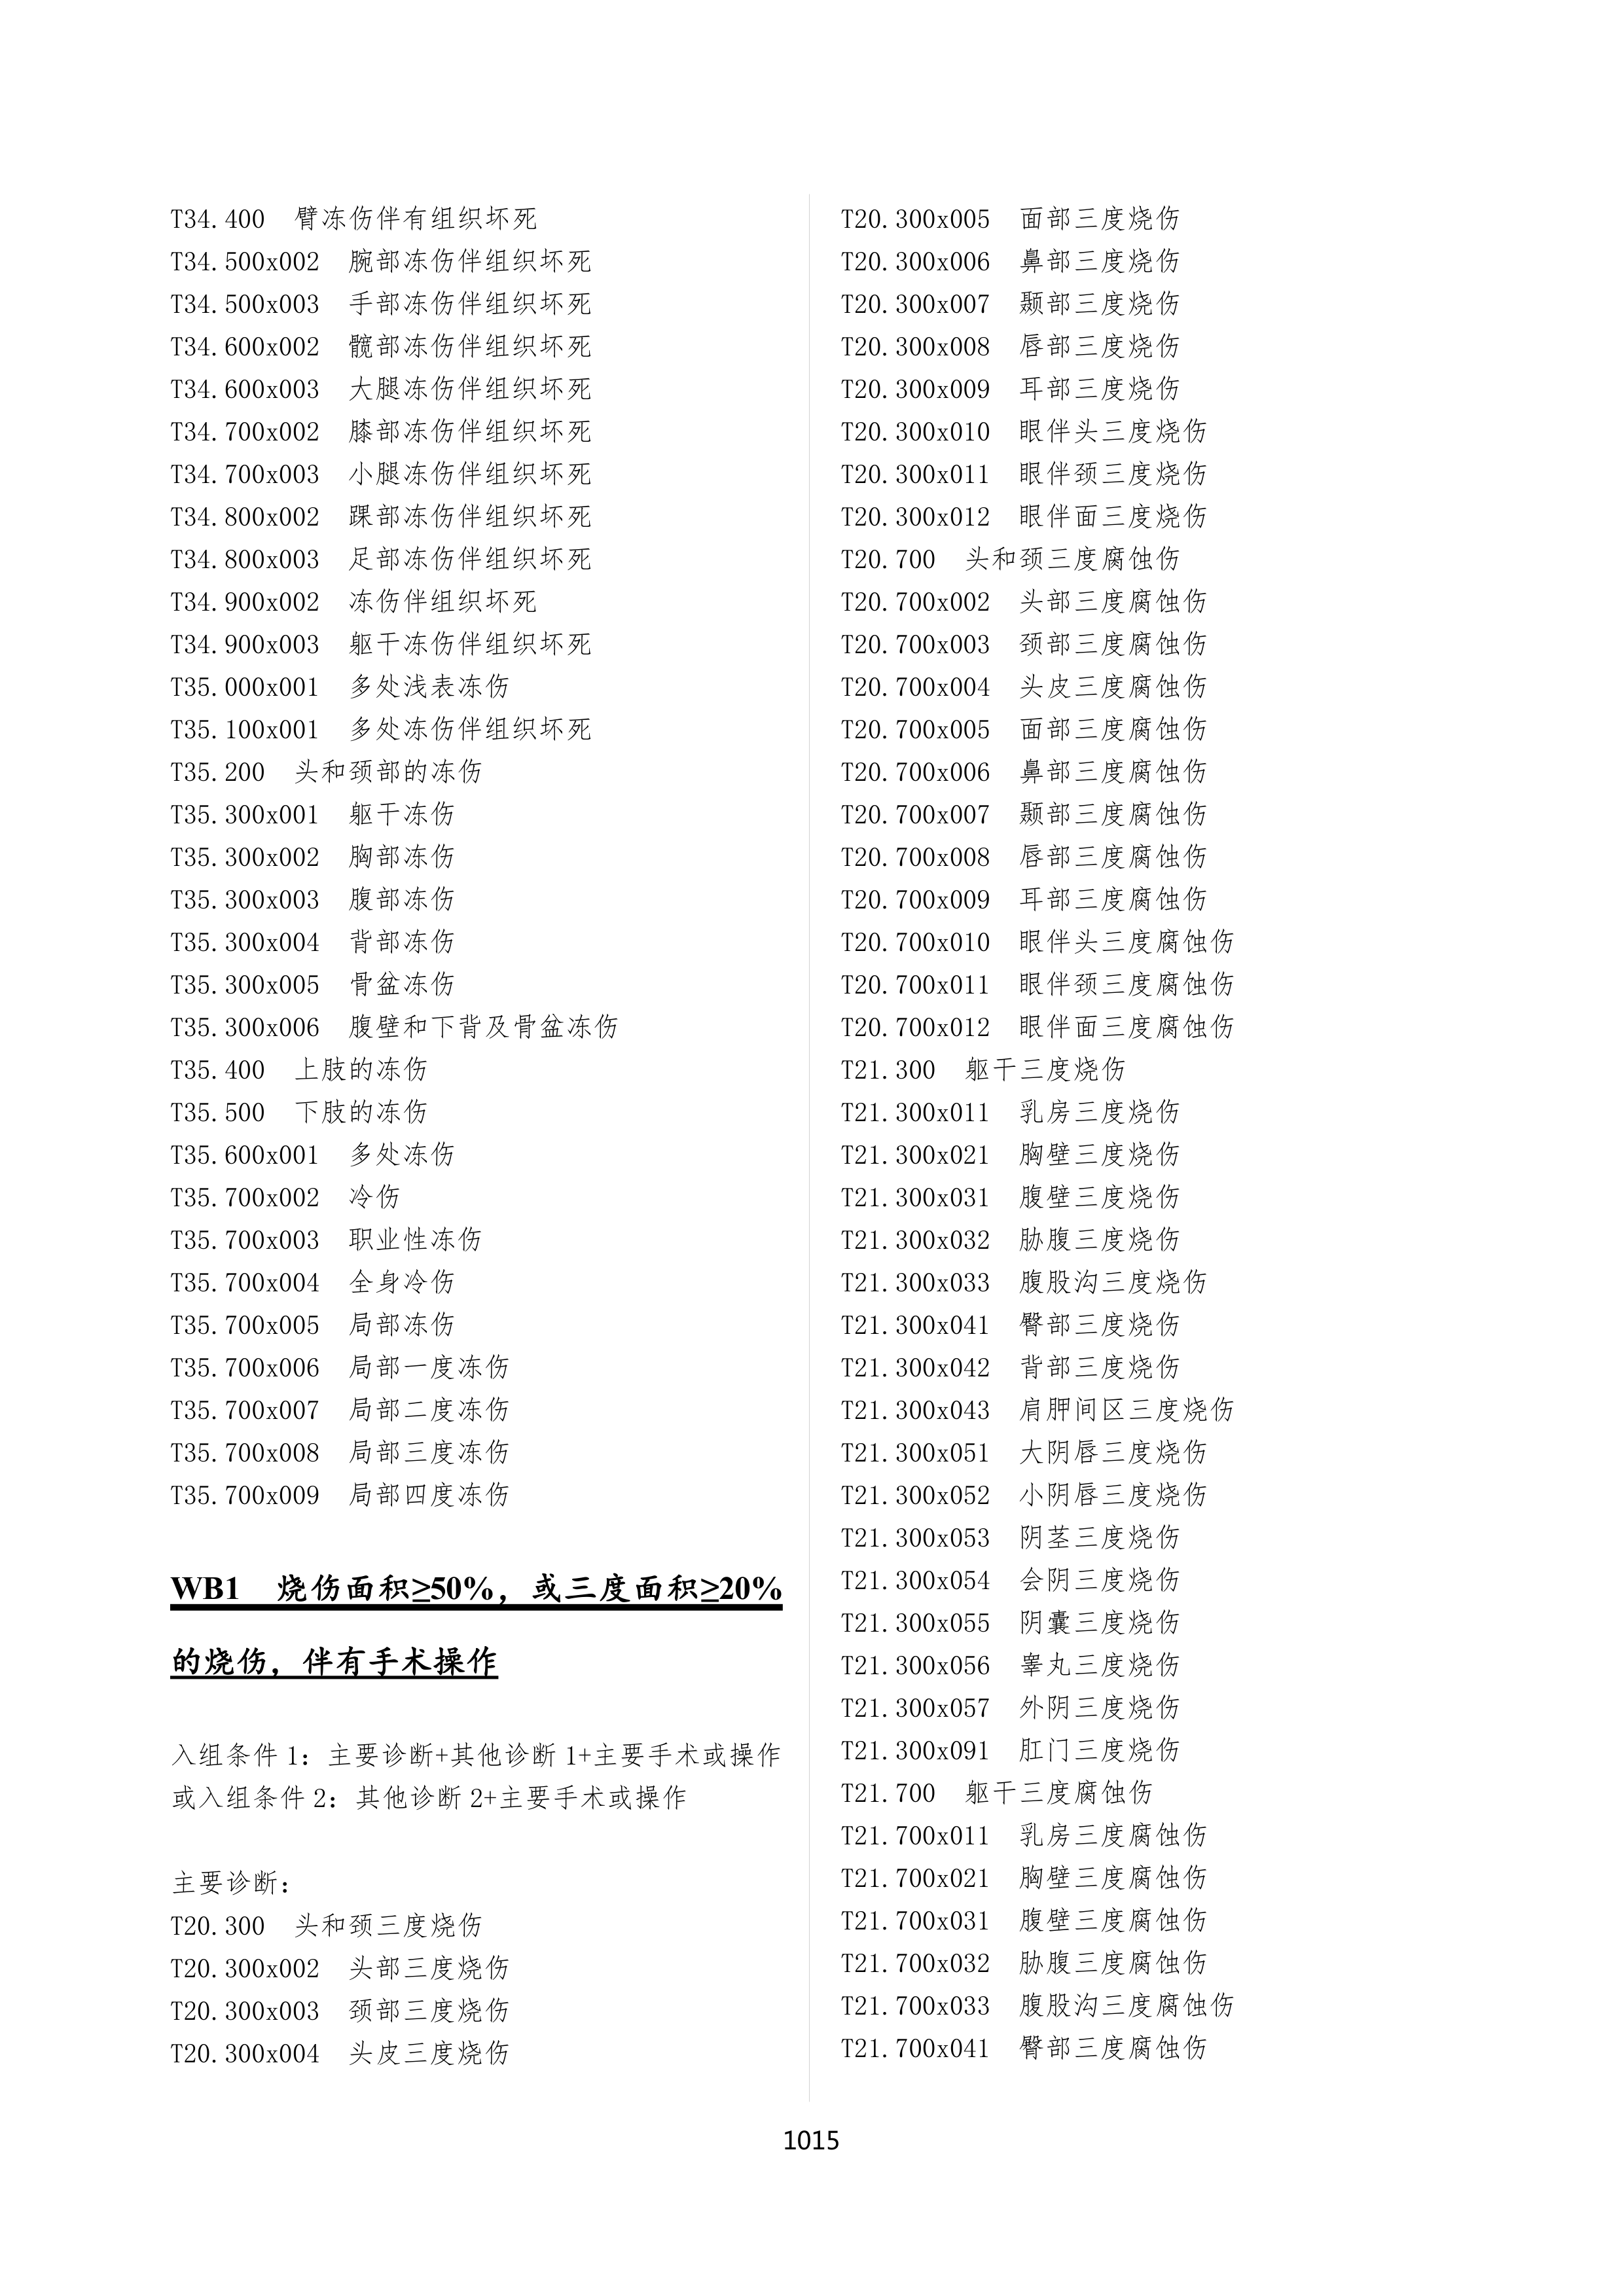 T34.400 臂冻伤伴有组织坏死
T34.500x002 腕部冻伤伴组织坏死
T34.500x003 手部冻伤伴组织坏死
T34.600x002 髋部冻伤伴组织坏死
T34.600x003 大腿冻伤伴组织坏死
T34.700x002 膝部冻伤伴组织坏死
T34.700x003 小腿冻伤伴组织坏死
T34.800x002 踝部冻伤伴组织坏死
T34.800x003 足部冻伤伴组织坏死
T34.900x002 冻伤伴组织坏死
T34.900x003 躯干冻伤伴组织坏死
T35.000x001 多处浅表冻伤
T35.100x001 多处冻伤伴组织坏死
T35.200 头和颈部的冻伤
T35.300x001 躯干冻伤
T35.300x002 胸部冻伤
T35.300x003 腹部冻伤
T35.300x004 背部冻伤
T35.300x005 骨盆冻伤
T35.300x006 腹壁和下背及骨盆冻伤
T35.400 上肢的冻伤
T35.500 下肢的冻伤
T35.600x001 多处冻伤
T35.700x002 冷伤
T35.700x003 职业性冻伤
T35.700x004 全身冷伤
T35.700x005 局部冻伤
T35.700x006 局部一度冻伤
T35.700x007 局部二度冻伤
T35.700x008 局部三度冻伤
T35.700x009 局部四度冻伤
WB1 烧伤面积≥50%，或三度面积≥20%
的烧伤，伴有手术操作
入组条件 1：主要诊断+其他诊断 1+主要手术或操作
或入组条件 2：其他诊断 2+主要手术或操作
主要诊断：
T20.300 头和颈三度烧伤
T20.300x002 头部三度烧伤
T20.300x003 颈部三度烧伤
T20.300x004 头皮三度烧伤
T20.300x005 面部三度烧伤
T20.300x006 鼻部三度烧伤
T20.300x007 颞部三度烧伤
T20.300x008 唇部三度烧伤
T20.300x009 耳部三度烧伤
T20.300x010 眼伴头三度烧伤
T20.300x011 眼伴颈三度烧伤
T20.300x012 眼伴面三度烧伤
T20.700 头和颈三度腐蚀伤
T20.700x002 头部三度腐蚀伤
T20.700x003 颈部三度腐蚀伤
T20.700x004 头皮三度腐蚀伤
T20.700x005 面部三度腐蚀伤
T20.700x006 鼻部三度腐蚀伤
T20.700x007 颞部三度腐蚀伤
T20.700x008 唇部三度腐蚀伤
T20.700x009 耳部三度腐蚀伤
T20.700x010 眼伴头三度腐蚀伤
T20.700x011 眼伴颈三度腐蚀伤
T20.700x012 眼伴面三度腐蚀伤
T21.300 躯干三度烧伤
T21.300x011 乳房三度烧伤
T21.300x021 胸壁三度烧伤
T21.300x031 腹壁三度烧伤
T21.300x032 胁腹三度烧伤
T21.300x033 腹股沟三度烧伤
T21.300x041 臀部三度烧伤
T21.300x042 背部三度烧伤
T21.300x043 肩胛间区三度烧伤
T21.300x051 大阴唇三度烧伤
T21.300x052 小阴唇三度烧伤
T21.300x053 阴茎三度烧伤
T21.300x054 会阴三度烧伤
T21.300x055 阴囊三度烧伤
T21.300x056 睾丸三度烧伤
T21.300x057 外阴三度烧伤
T21.300x091 肛门三度烧伤
T21.700 躯干三度腐蚀伤
T21.700x011 乳房三度腐蚀伤
T21.700x021 胸壁三度腐蚀伤
T21.700x031 腹壁三度腐蚀伤
T21.700x032 胁腹三度腐蚀伤
T21.700x033 腹股沟三度腐蚀伤
T21.700x041 臀部三度腐蚀伤
1015